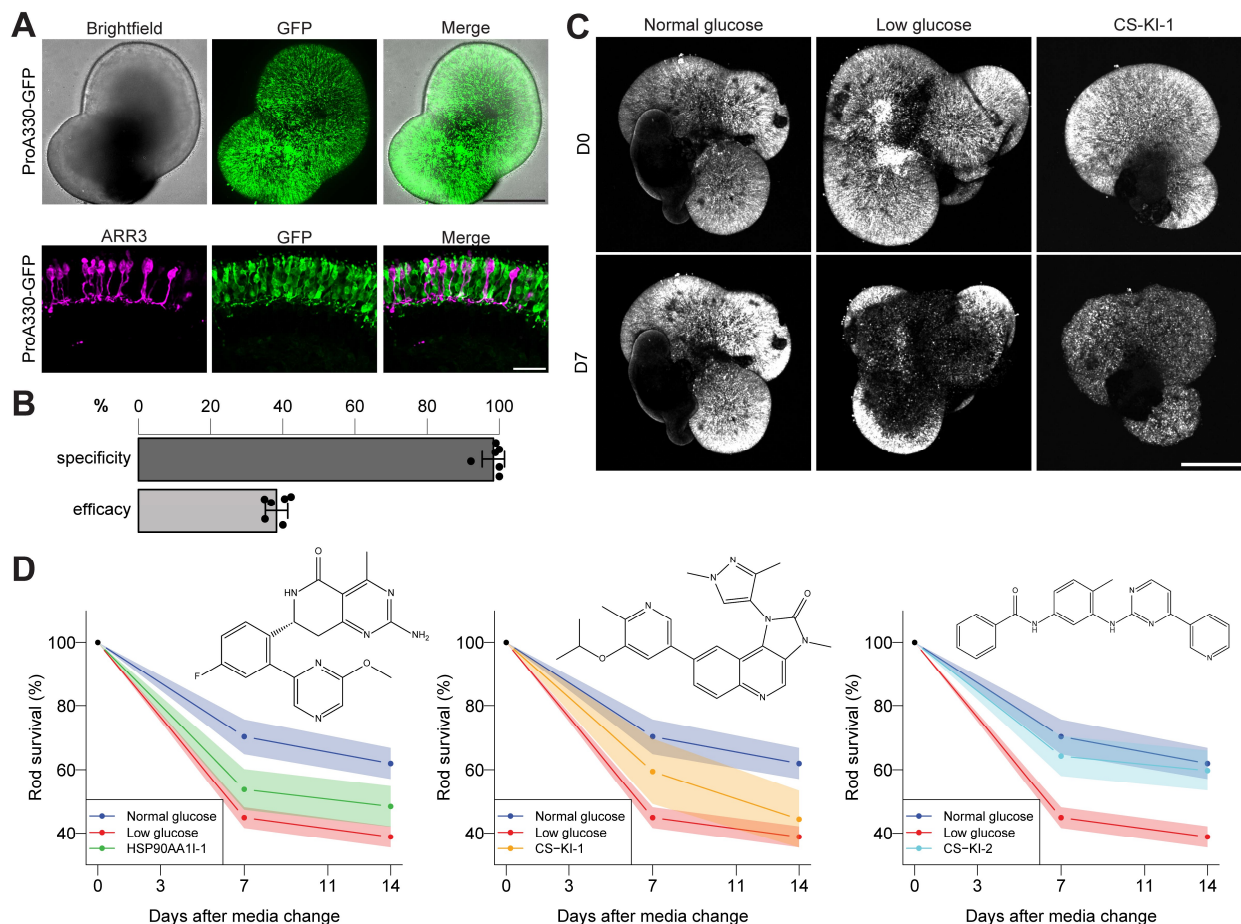 A
Brightfield GFP Merge
ProA330-GFP
ARR3 GFP Merge
ProA330-GFP
B
% 0 20 40 60 80 100
specificity
efficacy
C
Normal glucose Low glucose CS-KI-1
D0
D7
D
Rod survival (%)
100
80
60
40
O
HN
N
N
NH₂
F
N
O
N
Normal glucose
Low glucose
HSP90AA1I-1
0 3 7 11 14
Days after media change
Rod survival (%)
100
80
60
40
N
N
N
O
N
O
N
N
Normal glucose
Low glucose
CS−KI−1
0 3 7 11 14
Days after media change
Rod survival (%)
100
80
60
40
O
N
H
N
H
N
N
N
Normal glucose
Low glucose
CS−KI−2
0 3 7 11 14
Days after media change